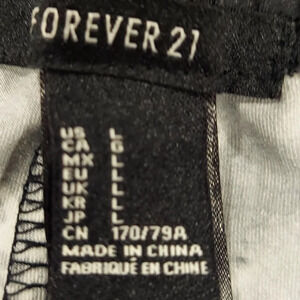 FOREVER 21
US L
CA G
MX L
EU L
UK L
KR L
JP L
CN 170/79A
MADE IN CHINA
FABRIQUÉ EN CHINE